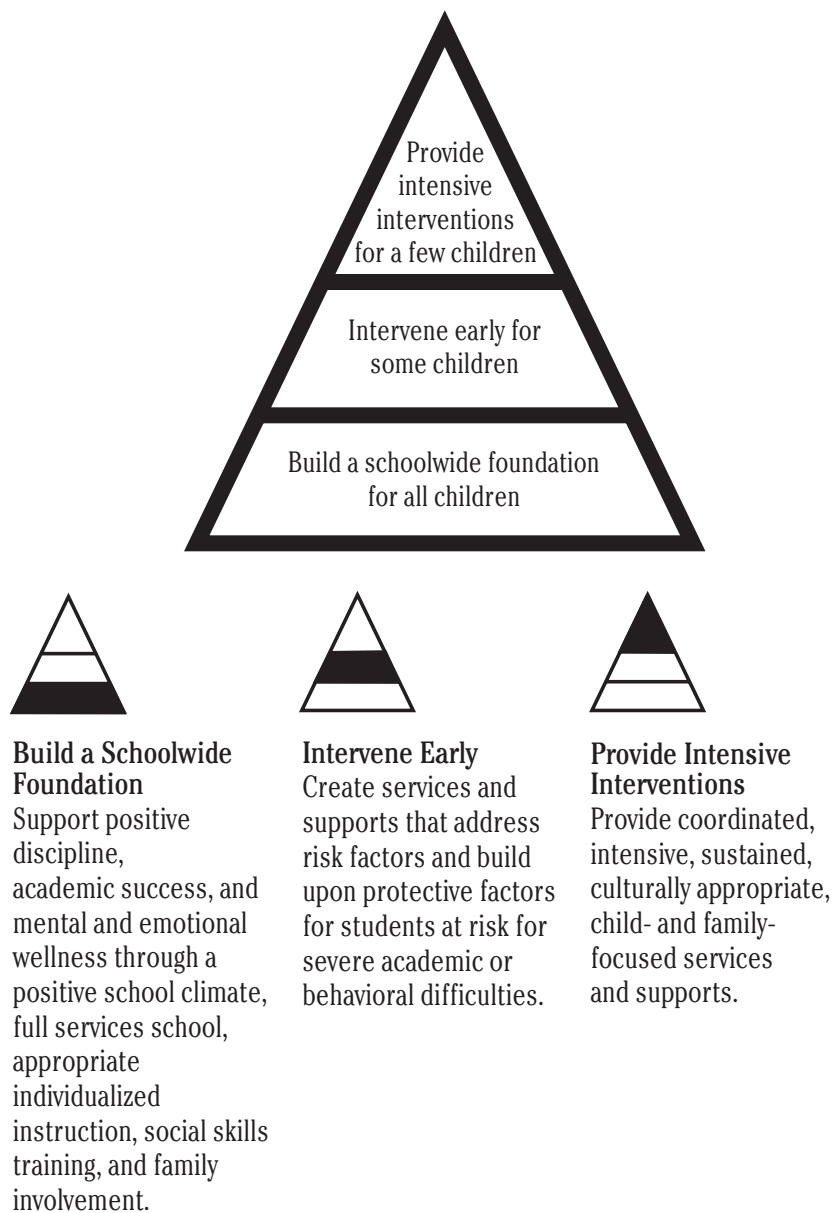 Provide
intensive
interventions
for a few children
Intervene early for
some children
Build a schoolwide foundation
for all children
Build a Schoolwide
Foundation
Support positive
discipline,
academic success, and
mental and emotional
wellness through a
positive school climate,
full services school,
appropriate
individualized
instruction, social skills
training, and family
involvement.
Intervene Early
Create services and
supports that address
risk factors and build
upon protective factors
for students at risk for
severe academic or
behavioral difficulties.
Provide Intensive
Interventions
Provide coordinated,
intensive, sustained,
culturally appropriate,
child- and family-
focused services
and supports.